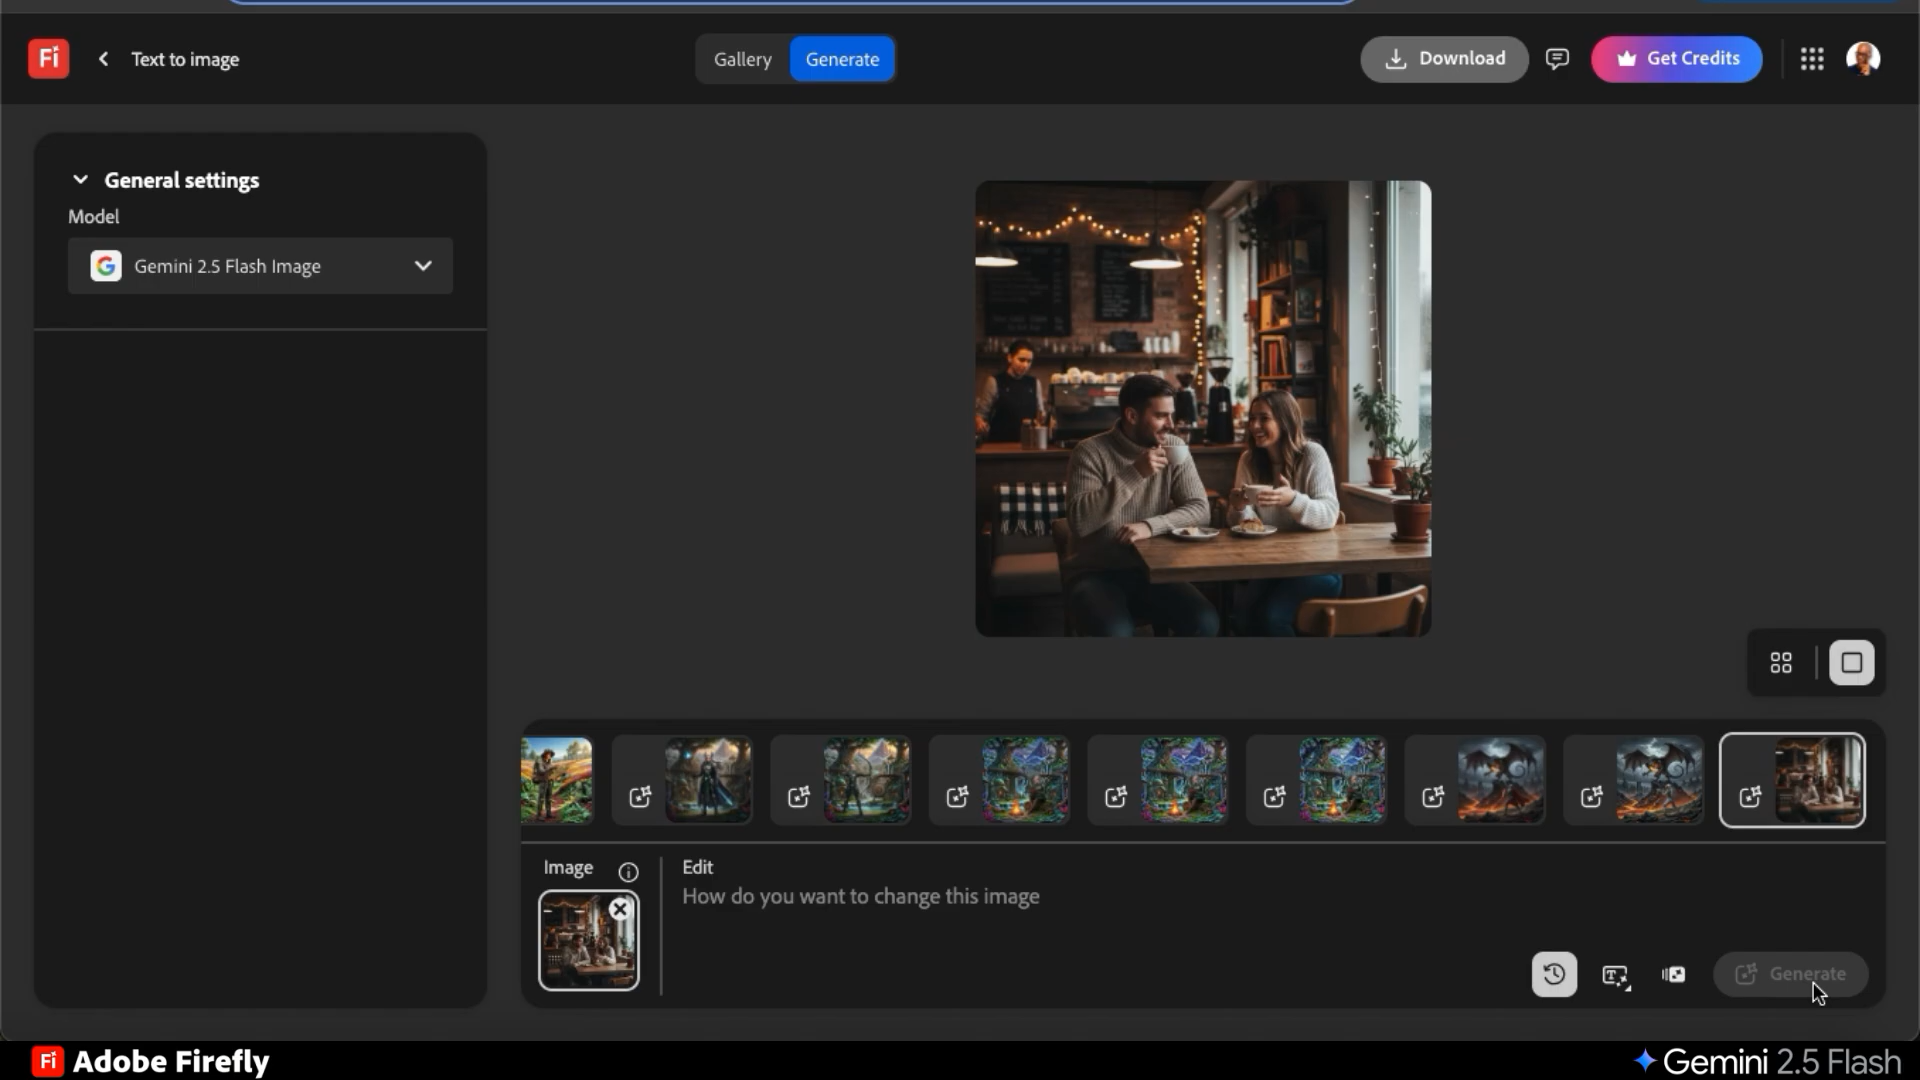 Fi
Text to image
Gallery
Generate
Download
Get Credits
General settings
Model
G
Gemini 2.5 Flash Image
Image
Edit
How do you want to change this image
Generate
Fi Adobe Firefly
Gemini 2.5 Flash